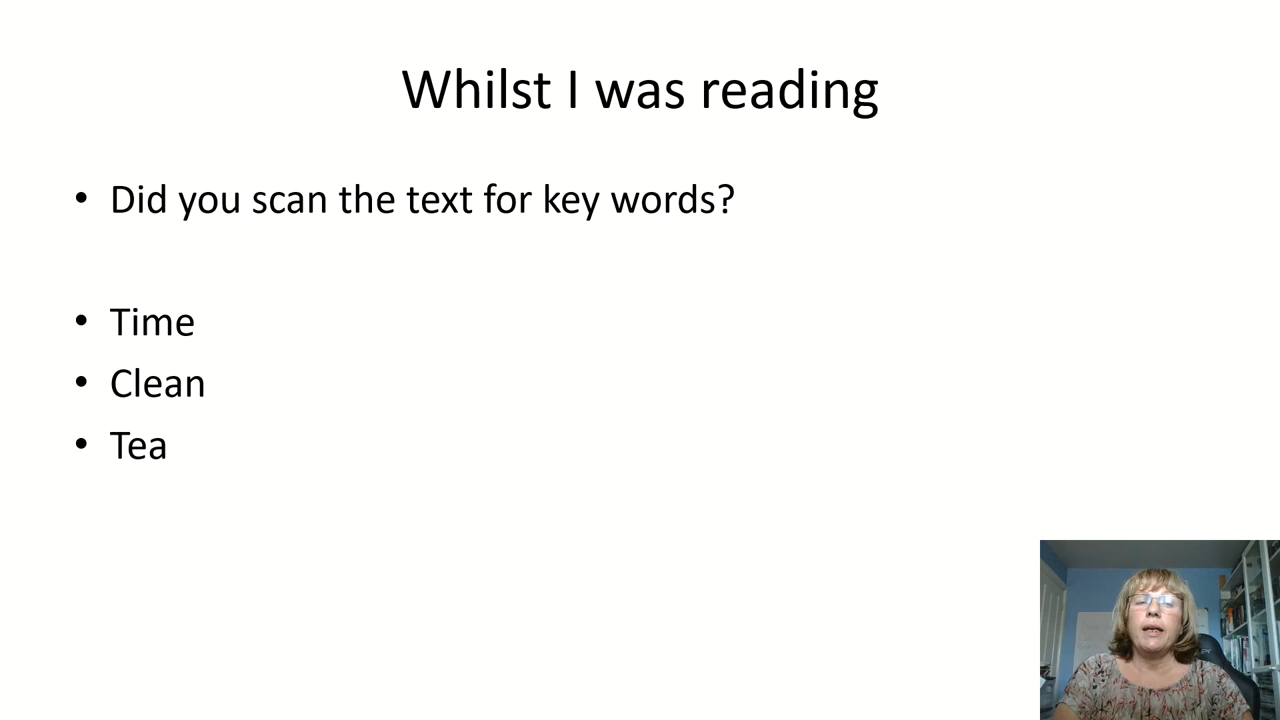 Whilst I was reading
• Did you scan the text for key words?
• Time
• Clean
• Tea